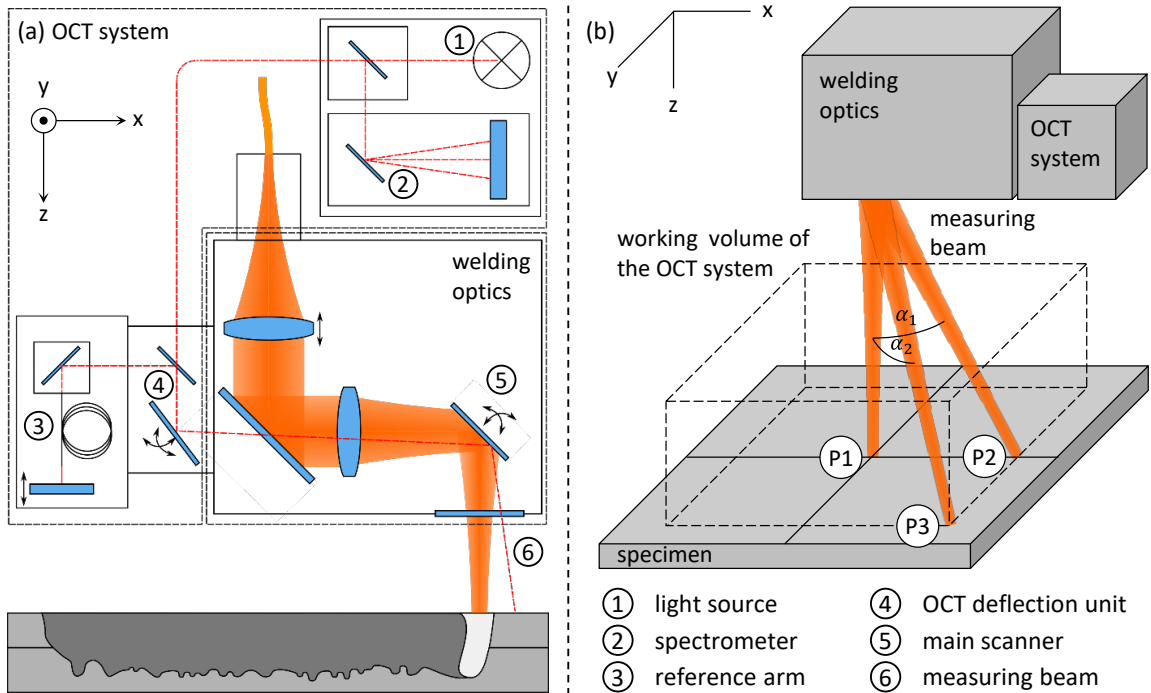 (a) OCT system
1
y
x
z
2
welding
optics
3
4
5
6
(b)
x
y
z
welding
optics
OCT
system
measuring
beam
working volume of
the OCT system
α1
α2
P1
P2
P3
specimen
1 light source
2 spectrometer
3 reference arm
4 OCT deflection unit
5 main scanner
6 measuring beam